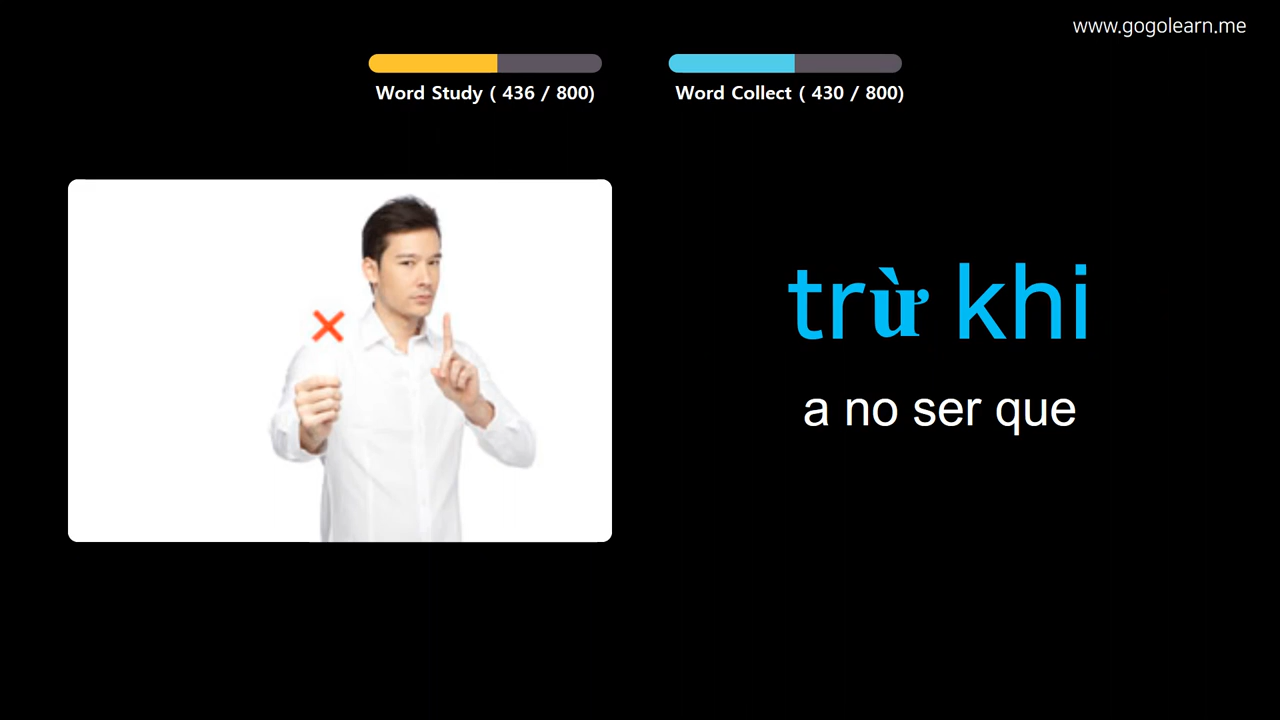 www.gogolearn.me
Word Study ( 436 / 800)
Word Collect ( 430 / 800)
trừ khi
a no ser que